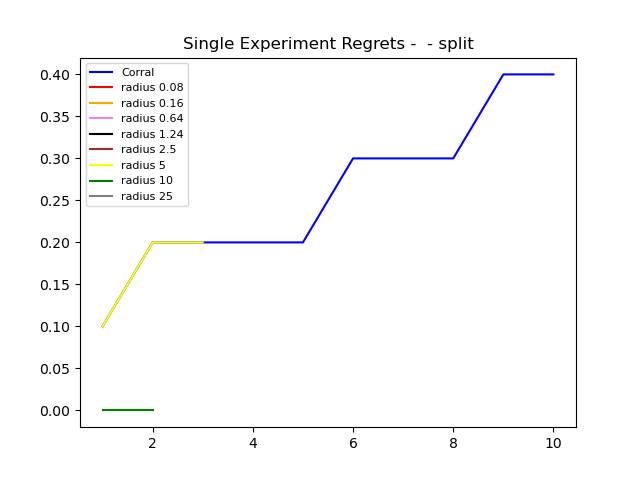 Single Experiment Regrets -  - split
Corral
radius 0.08
radius 0.16
radius 0.64
radius 1.24
radius 2.5
radius 5
radius 10
radius 25
0.40
0.35
0.30
0.25
0.20
0.15
0.10
0.05
0.00
2 4 6 8 10